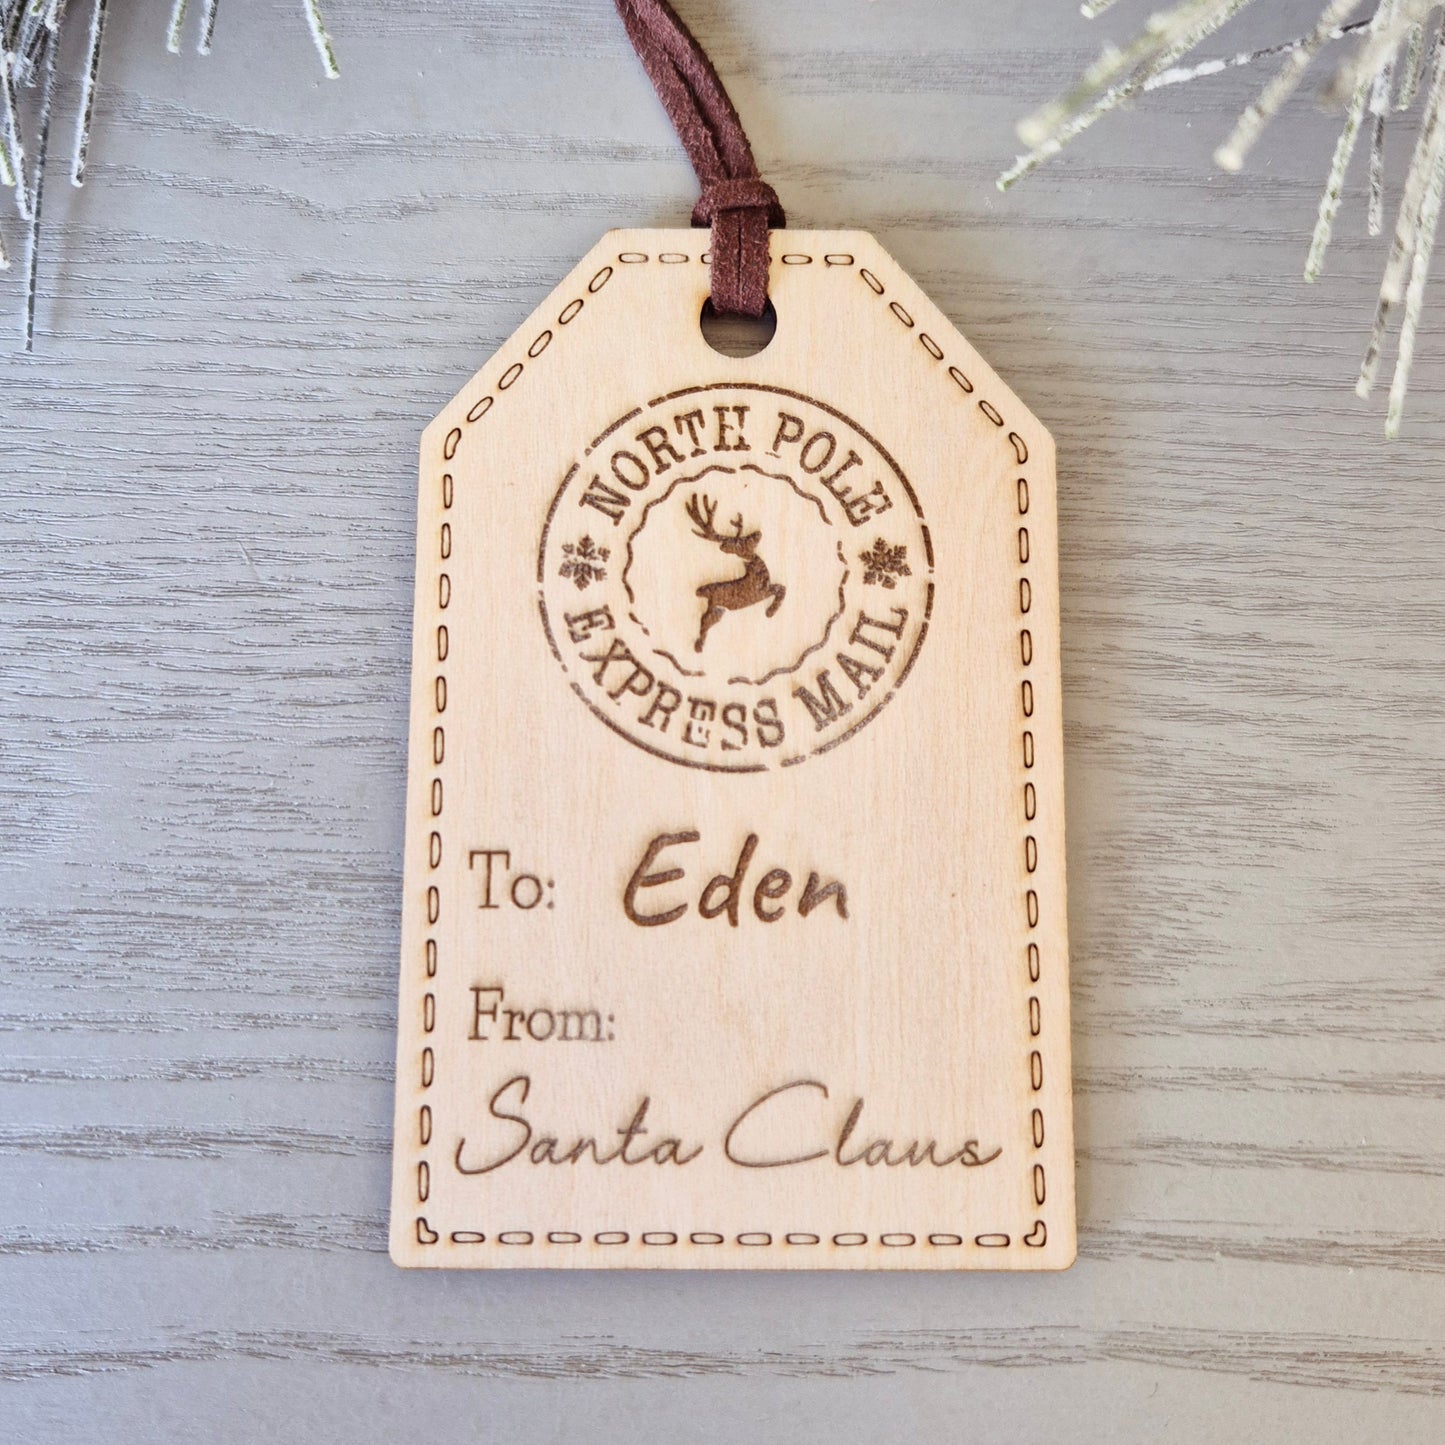 NORTH POLE
EXPRESS MAIL
To: Eden
From:
Santa Claus